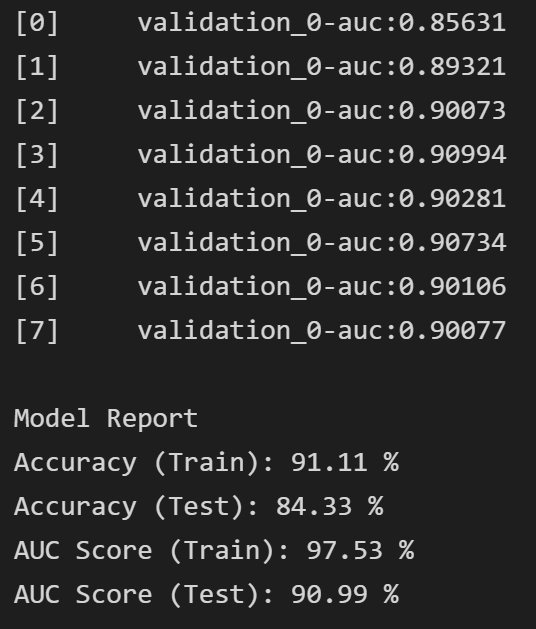 [0]     validation_0-auc:0.85631
[1]     validation_0-auc:0.89321
[2]     validation_0-auc:0.90073
[3]     validation_0-auc:0.90994
[4]     validation_0-auc:0.90281
[5]     validation_0-auc:0.90734
[6]     validation_0-auc:0.90106
[7]     validation_0-auc:0.90077
Model Report
Accuracy (Train): 91.11 %
Accuracy (Test): 84.33 %
AUC Score (Train): 97.53 %
AUC Score (Test): 90.99 %